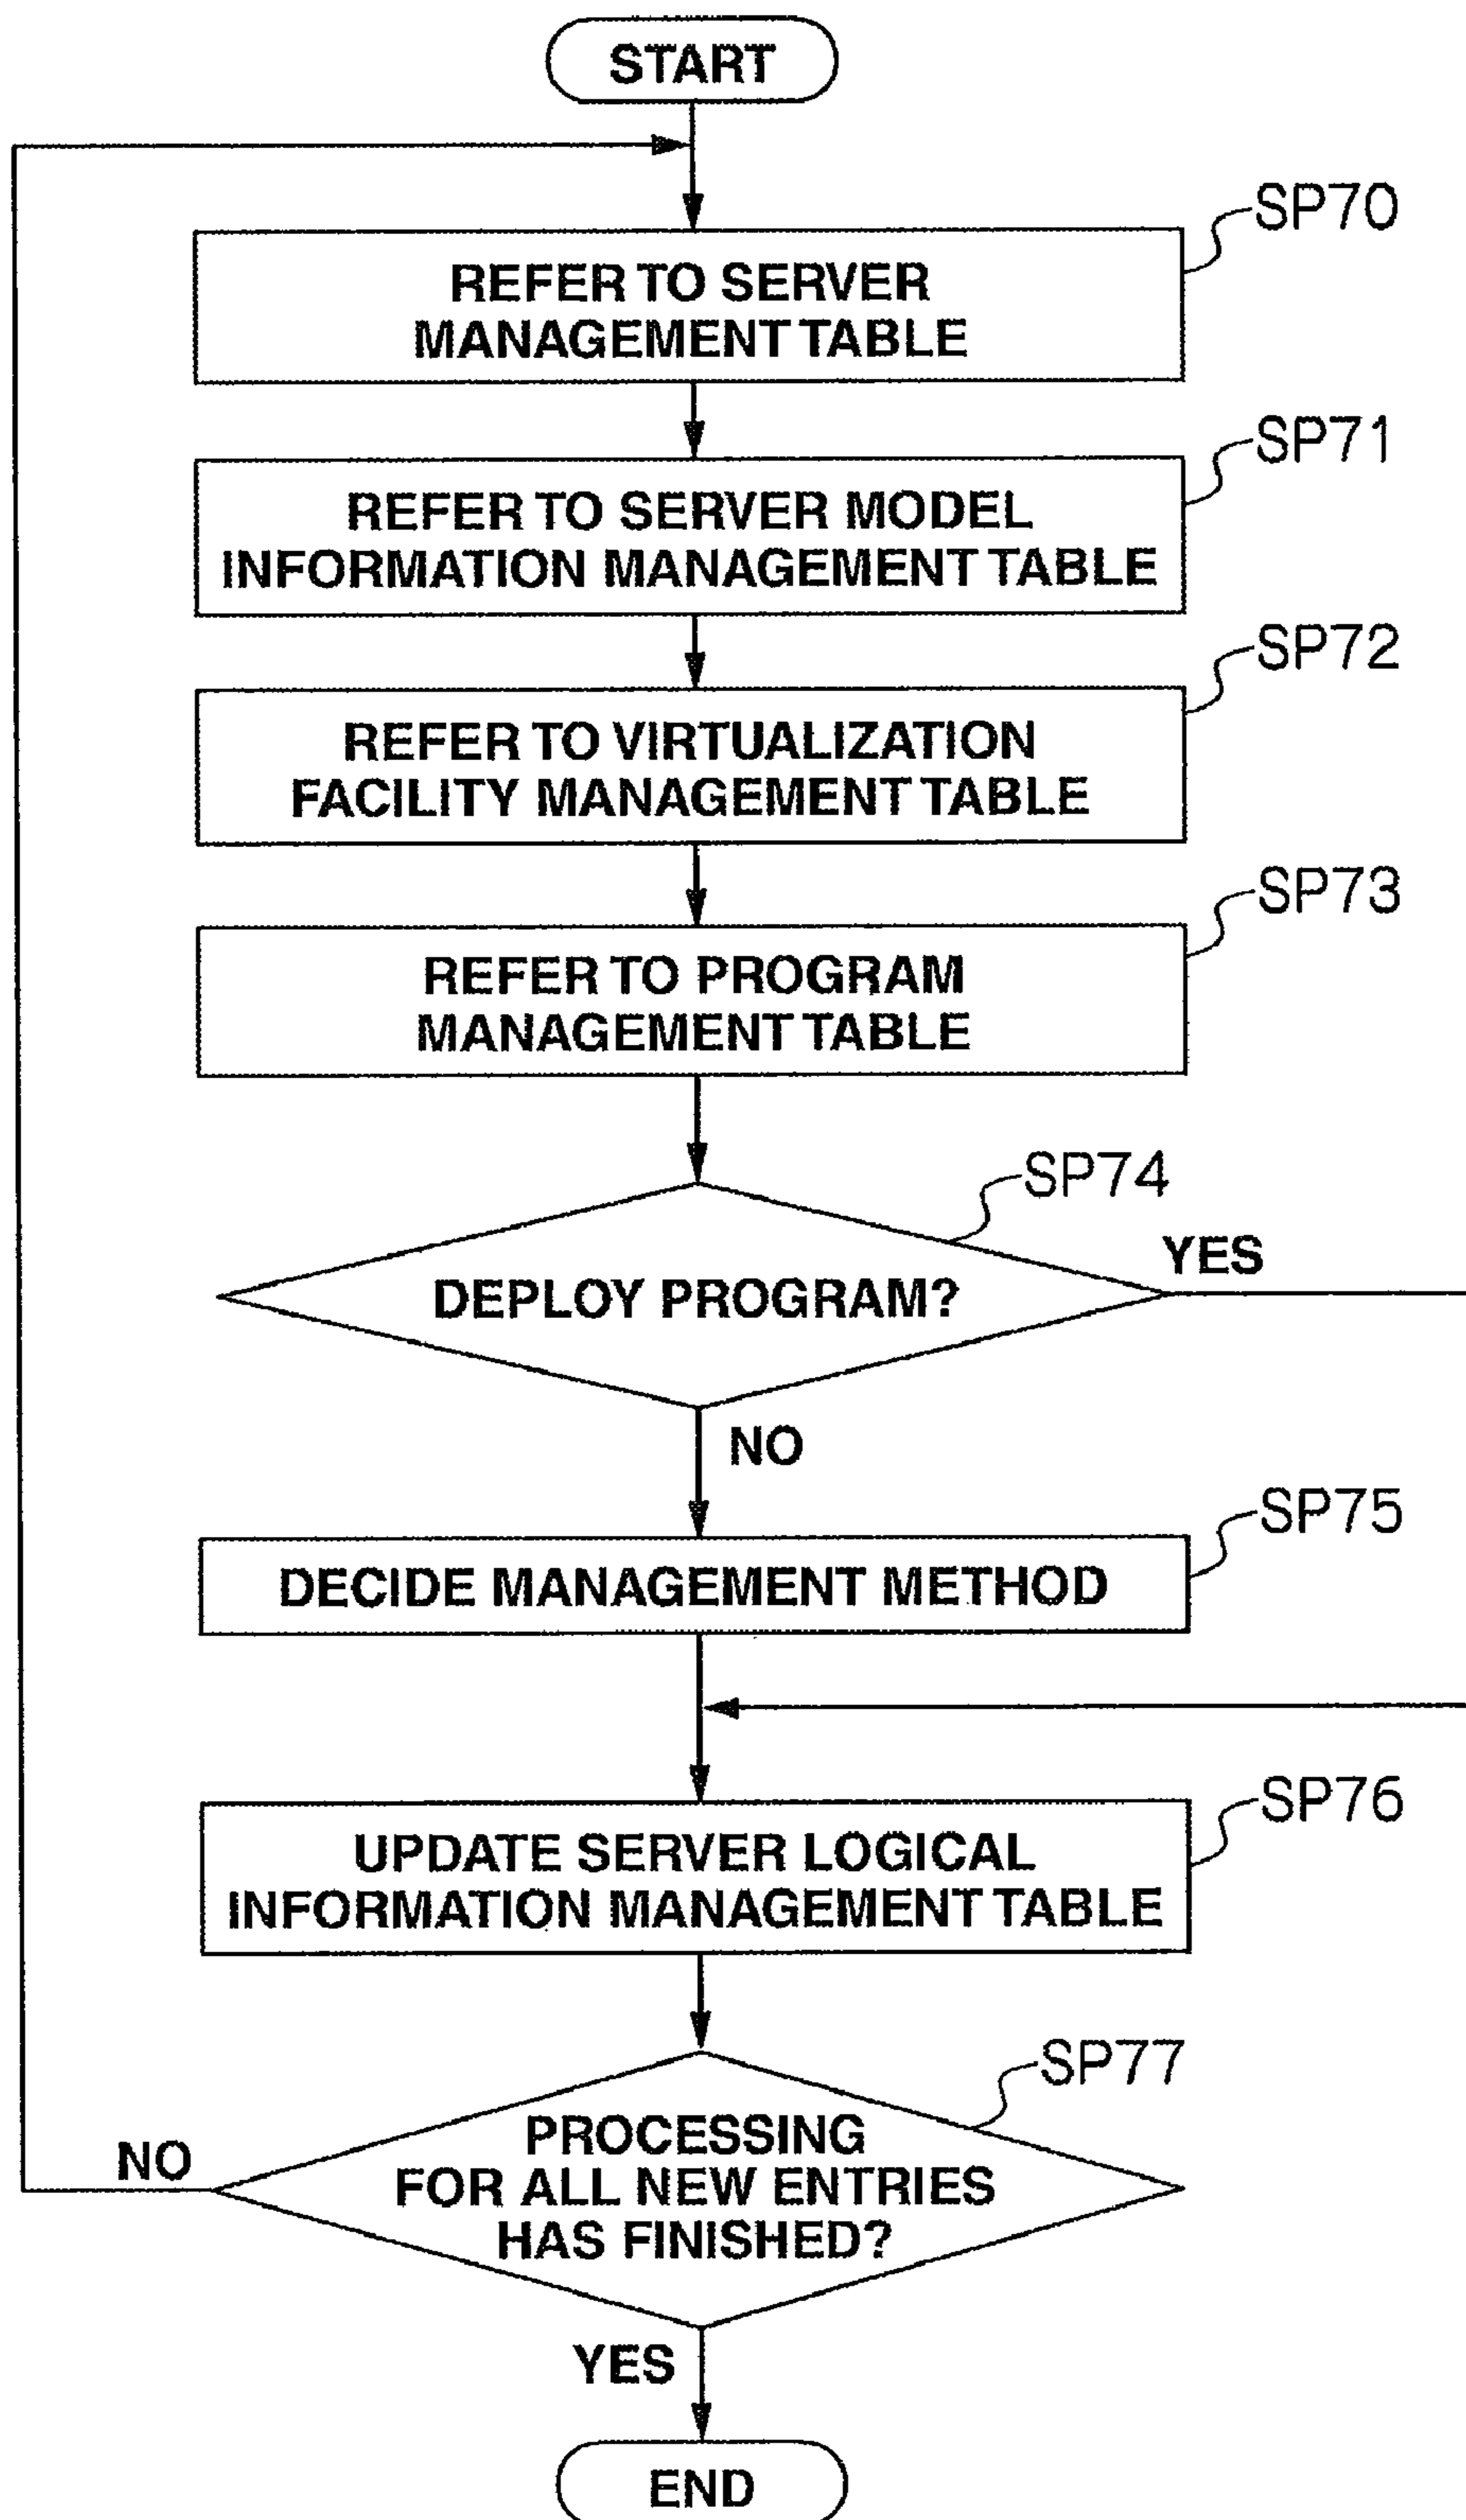 START
SP70
REFER TO SERVER
MANAGEMENT TABLE
SP71
REFER TO SERVER MODEL
INFORMATION MANAGEMENT TABLE
SP72
REFER TO VIRTUALIZATION
FACILITY MANAGEMENT TABLE
SP73
REFER TO PROGRAM
MANAGEMENT TABLE
SP74
YES
DEPLOY PROGRAM?
NO
SP75
DECIDE MANAGEMENT METHOD
SP76
UPDATE SERVER LOGICAL
INFORMATION MANAGEMENT TABLE
SP77
NO
PROCESSING
FOR ALL NEW ENTRIES
HAS FINISHED?
YES
END